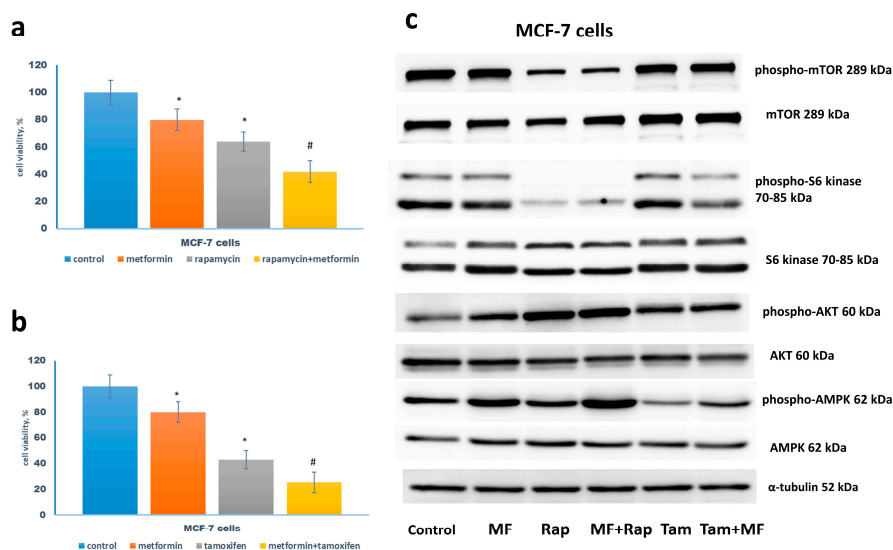 a
120
100
80
60
40
20
0
cell viability, %
*
*
#
MCF-7 cells
control
metformin
rapamycin
rapamycin+metformin
b
120
100
80
60
40
20
0
cell viability, %
*
*
#
MCF-7 cells
control
metformin
tamoxifen
metformin+tamoxifen
c
MCF-7 cells
phospho-mTOR 289 kDa
mTOR 289 kDa
phospho-S6 kinase
70-85 kDa
S6 kinase 70-85 kDa
phospho-AKT 60 kDa
AKT 60 kDa
phospho-AMPK 62 kDa
AMPK 62 kDa
α-tubulin 52 kDa
Control MF Rap MF+Rap Tam Tam+MF